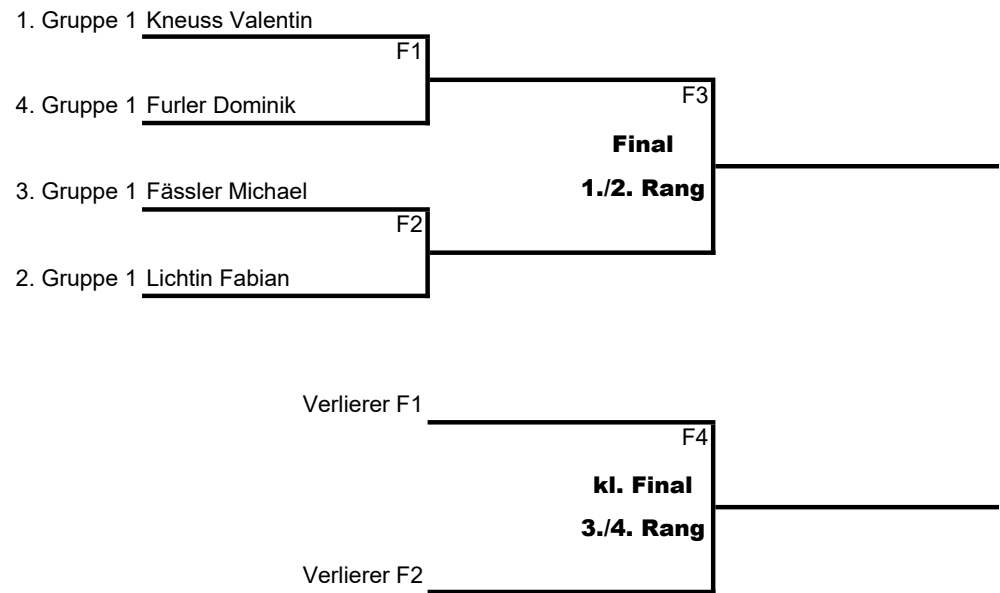 1. Gruppe 1 Kneuss Valentin
F1
F3
4. Gruppe 1 Furler Dominik
Final
1./2. Rang
3. Gruppe 1 Fässler Michael
F2
2. Gruppe 1 Lichtin Fabian
Verlierer F1
F4
kl. Final
3./4. Rang
Verlierer F2